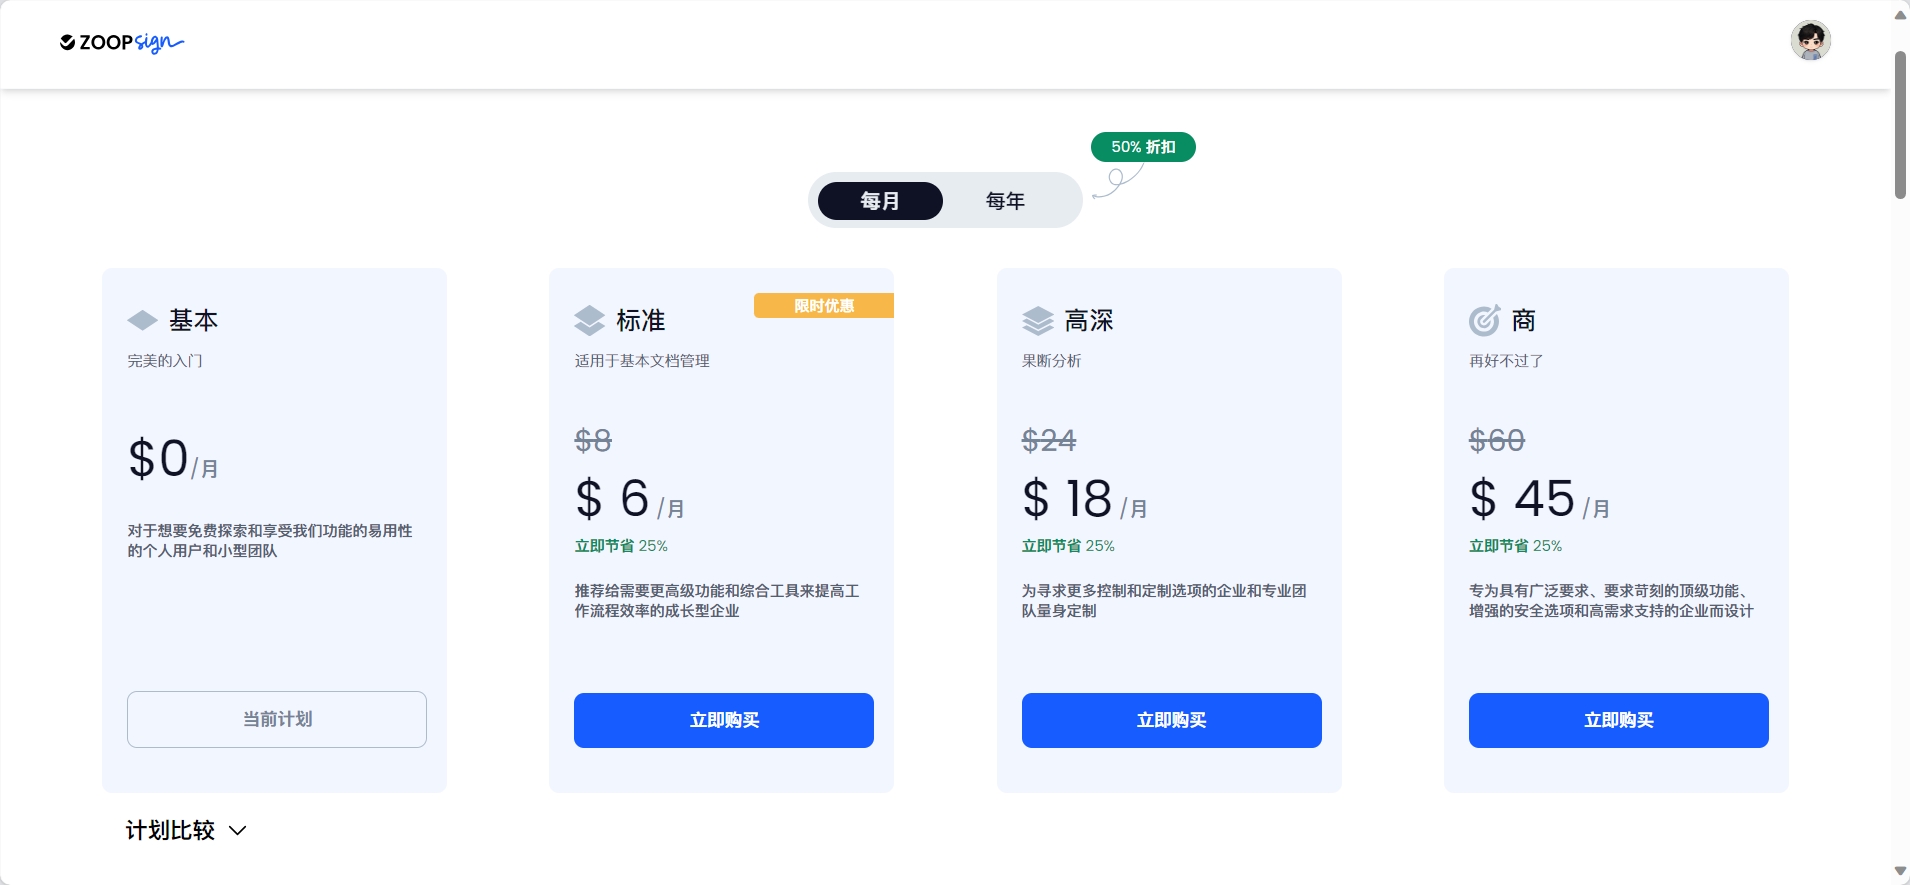 ZOOPsign
50% 折扣
每月
每年
基本
完美的入门
$0/月
对于想要免费探索和享受我们功能的易用性
的个人用户和小型团队
当前计划
标准
限时优惠
适用于基本文档管理
$8
$ 6 /月
立即节省 25%
推荐给需要更高级功能和综合工具来提高工
作流程效率的成长型企业
立即购买
高深
果断分析
$24
$ 18 /月
立即节省 25%
为寻求更多控制和定制选项的企业和专业团
队量身定制
立即购买
商
再好不过了
$60
$ 45 /月
立即节省 25%
专为具有广泛要求、要求苛刻的顶级功能、
增强的安全选项和高需求支持的企业而设计
立即购买
计划比较